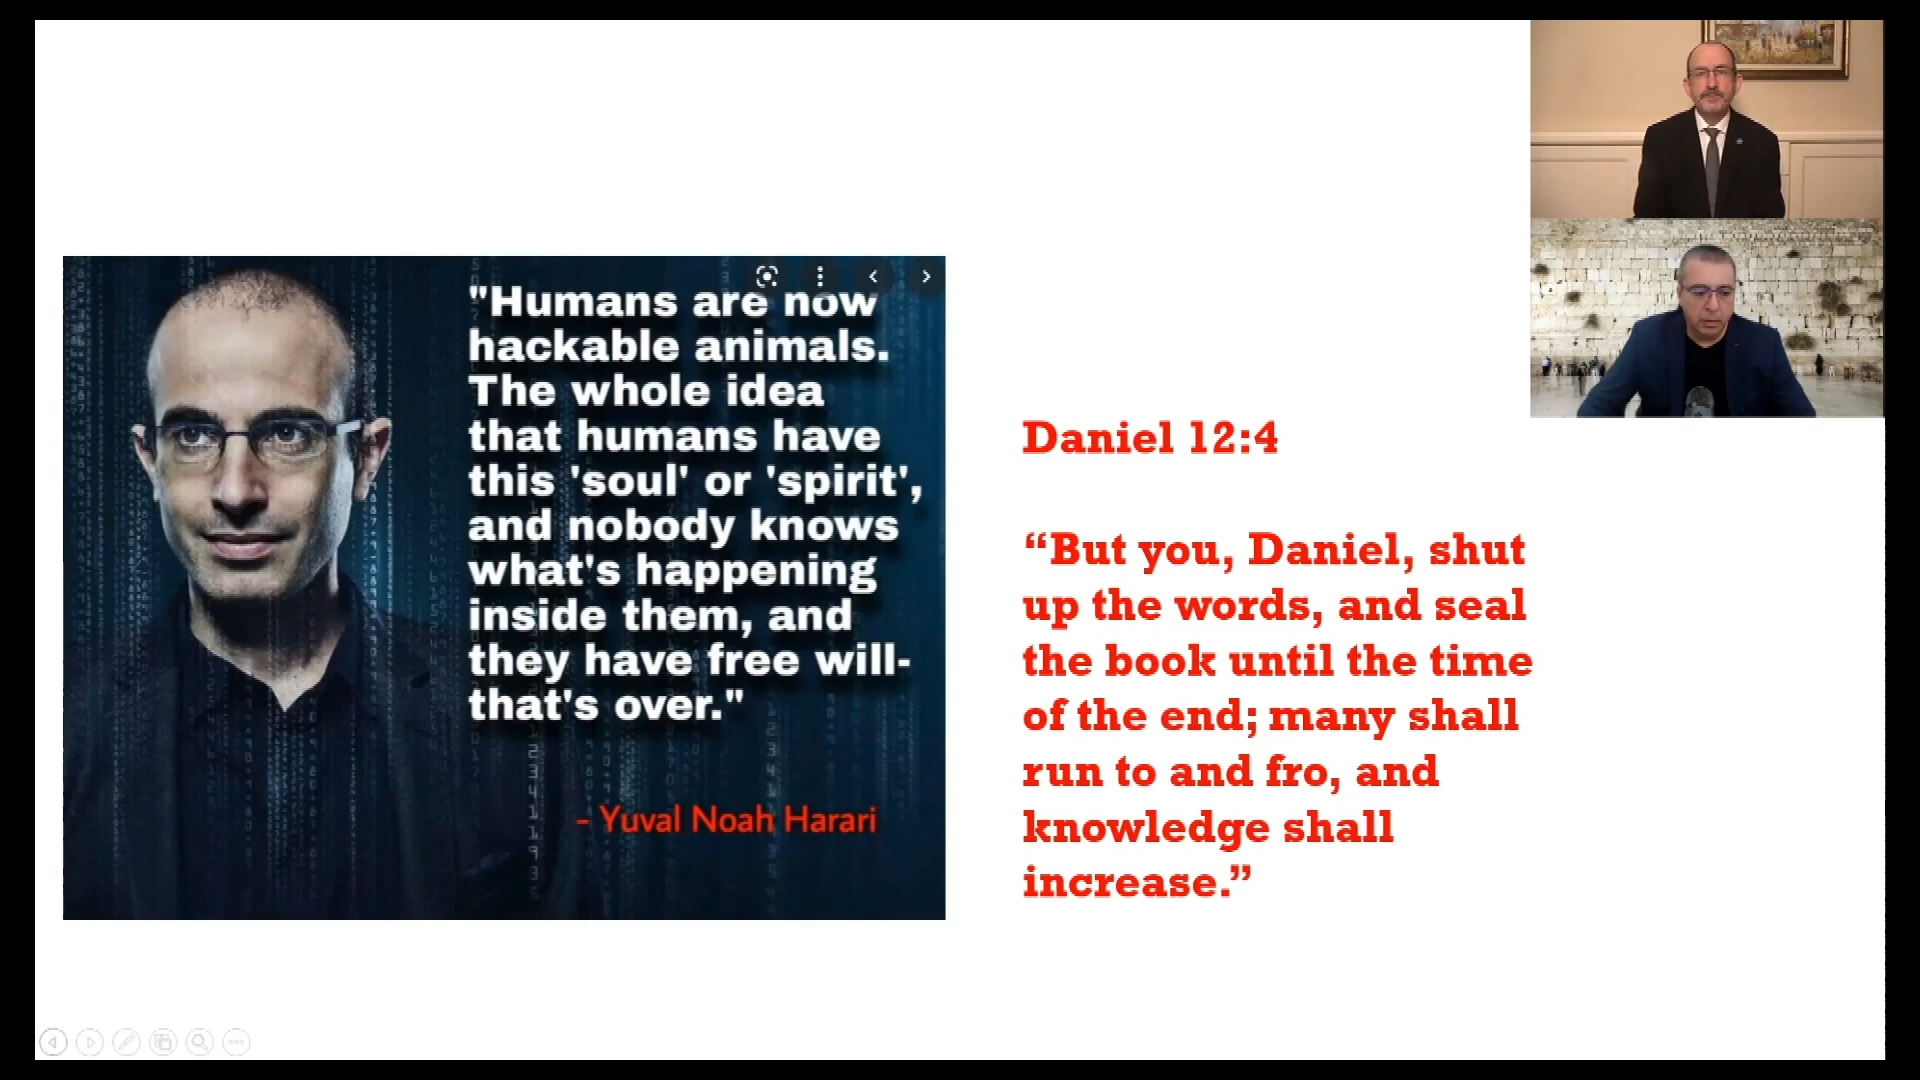 "Humans are now
hackable animals.
The whole idea
that humans have
this 'soul' or 'spirit',
and nobody knows
what's happening
inside them, and
they have free will-
that's over."
- Yuval Noah Harari
Daniel 12:4
“But you, Daniel, shut
up the words, and seal
the book until the time
of the end; many shall
run to and fro, and
knowledge shall
increase.”